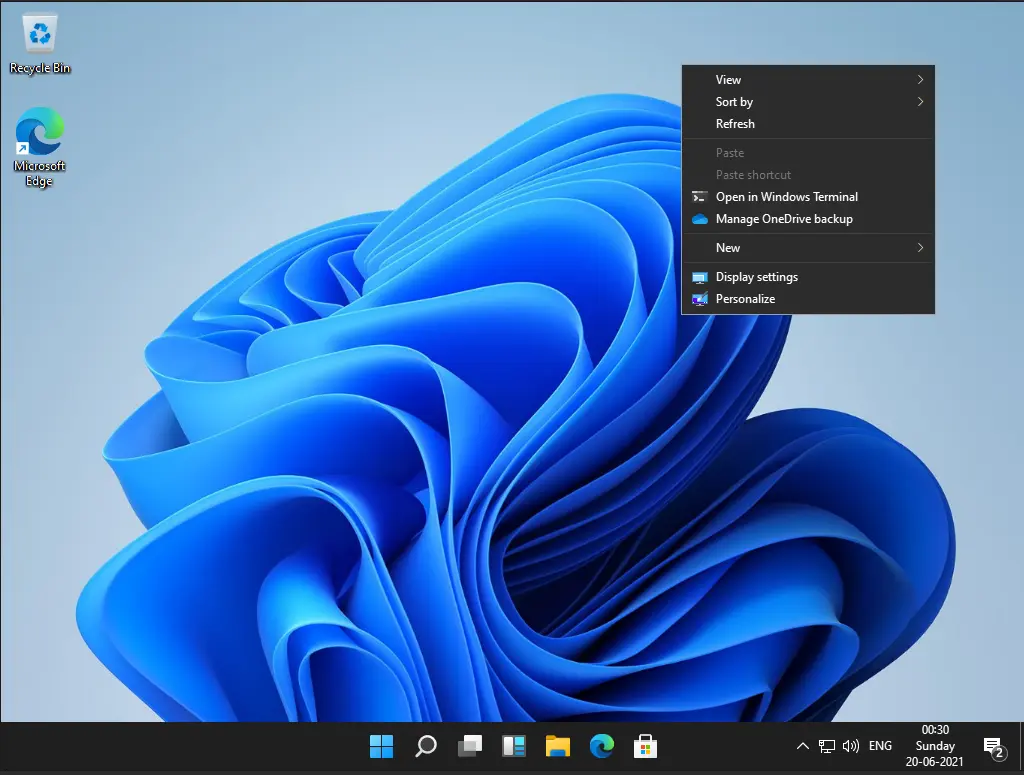 Recycle Bin
Microsoft
Edge
View
Sort by
Refresh
Paste
Paste shortcut
Open in Windows Terminal
Manage OneDrive backup
New
Display settings
Personalize
ENG
00:30
Sunday
20-06-2021
2